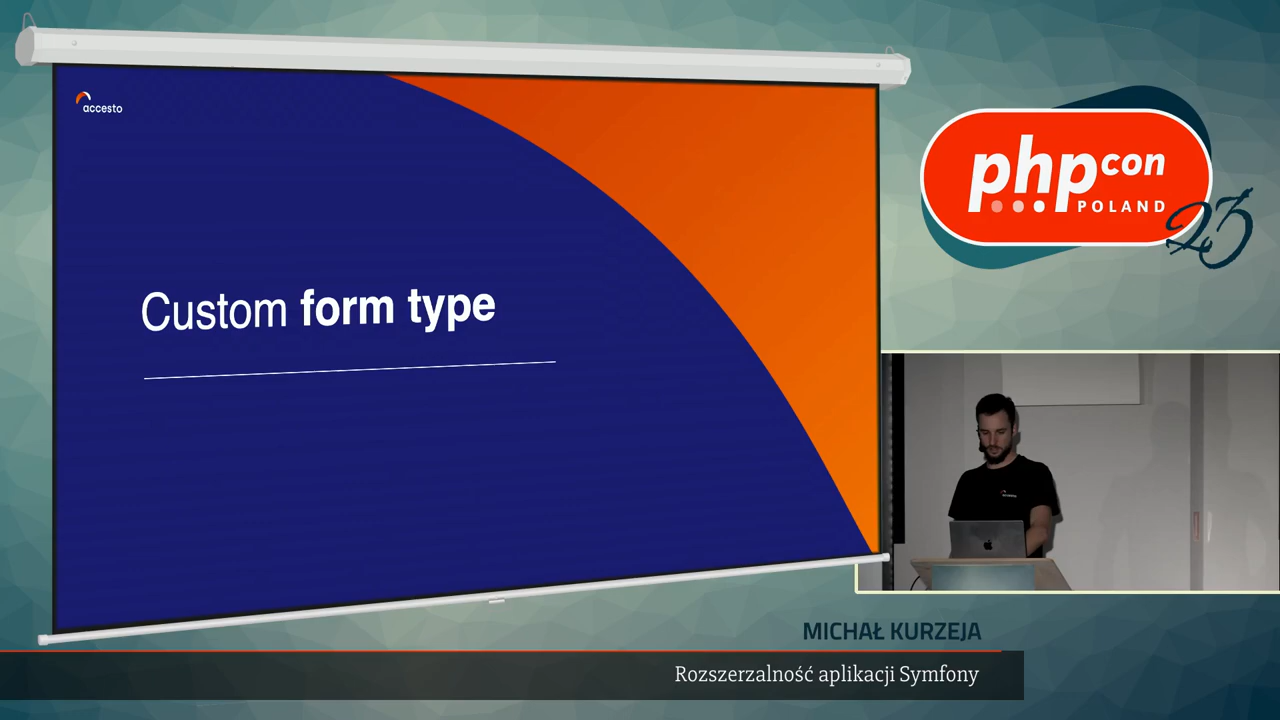 accesto
Custom form type
phpcon
POLAND
23
MICHAŁ KURZEJA
Rozszerzalność aplikacji Symfony